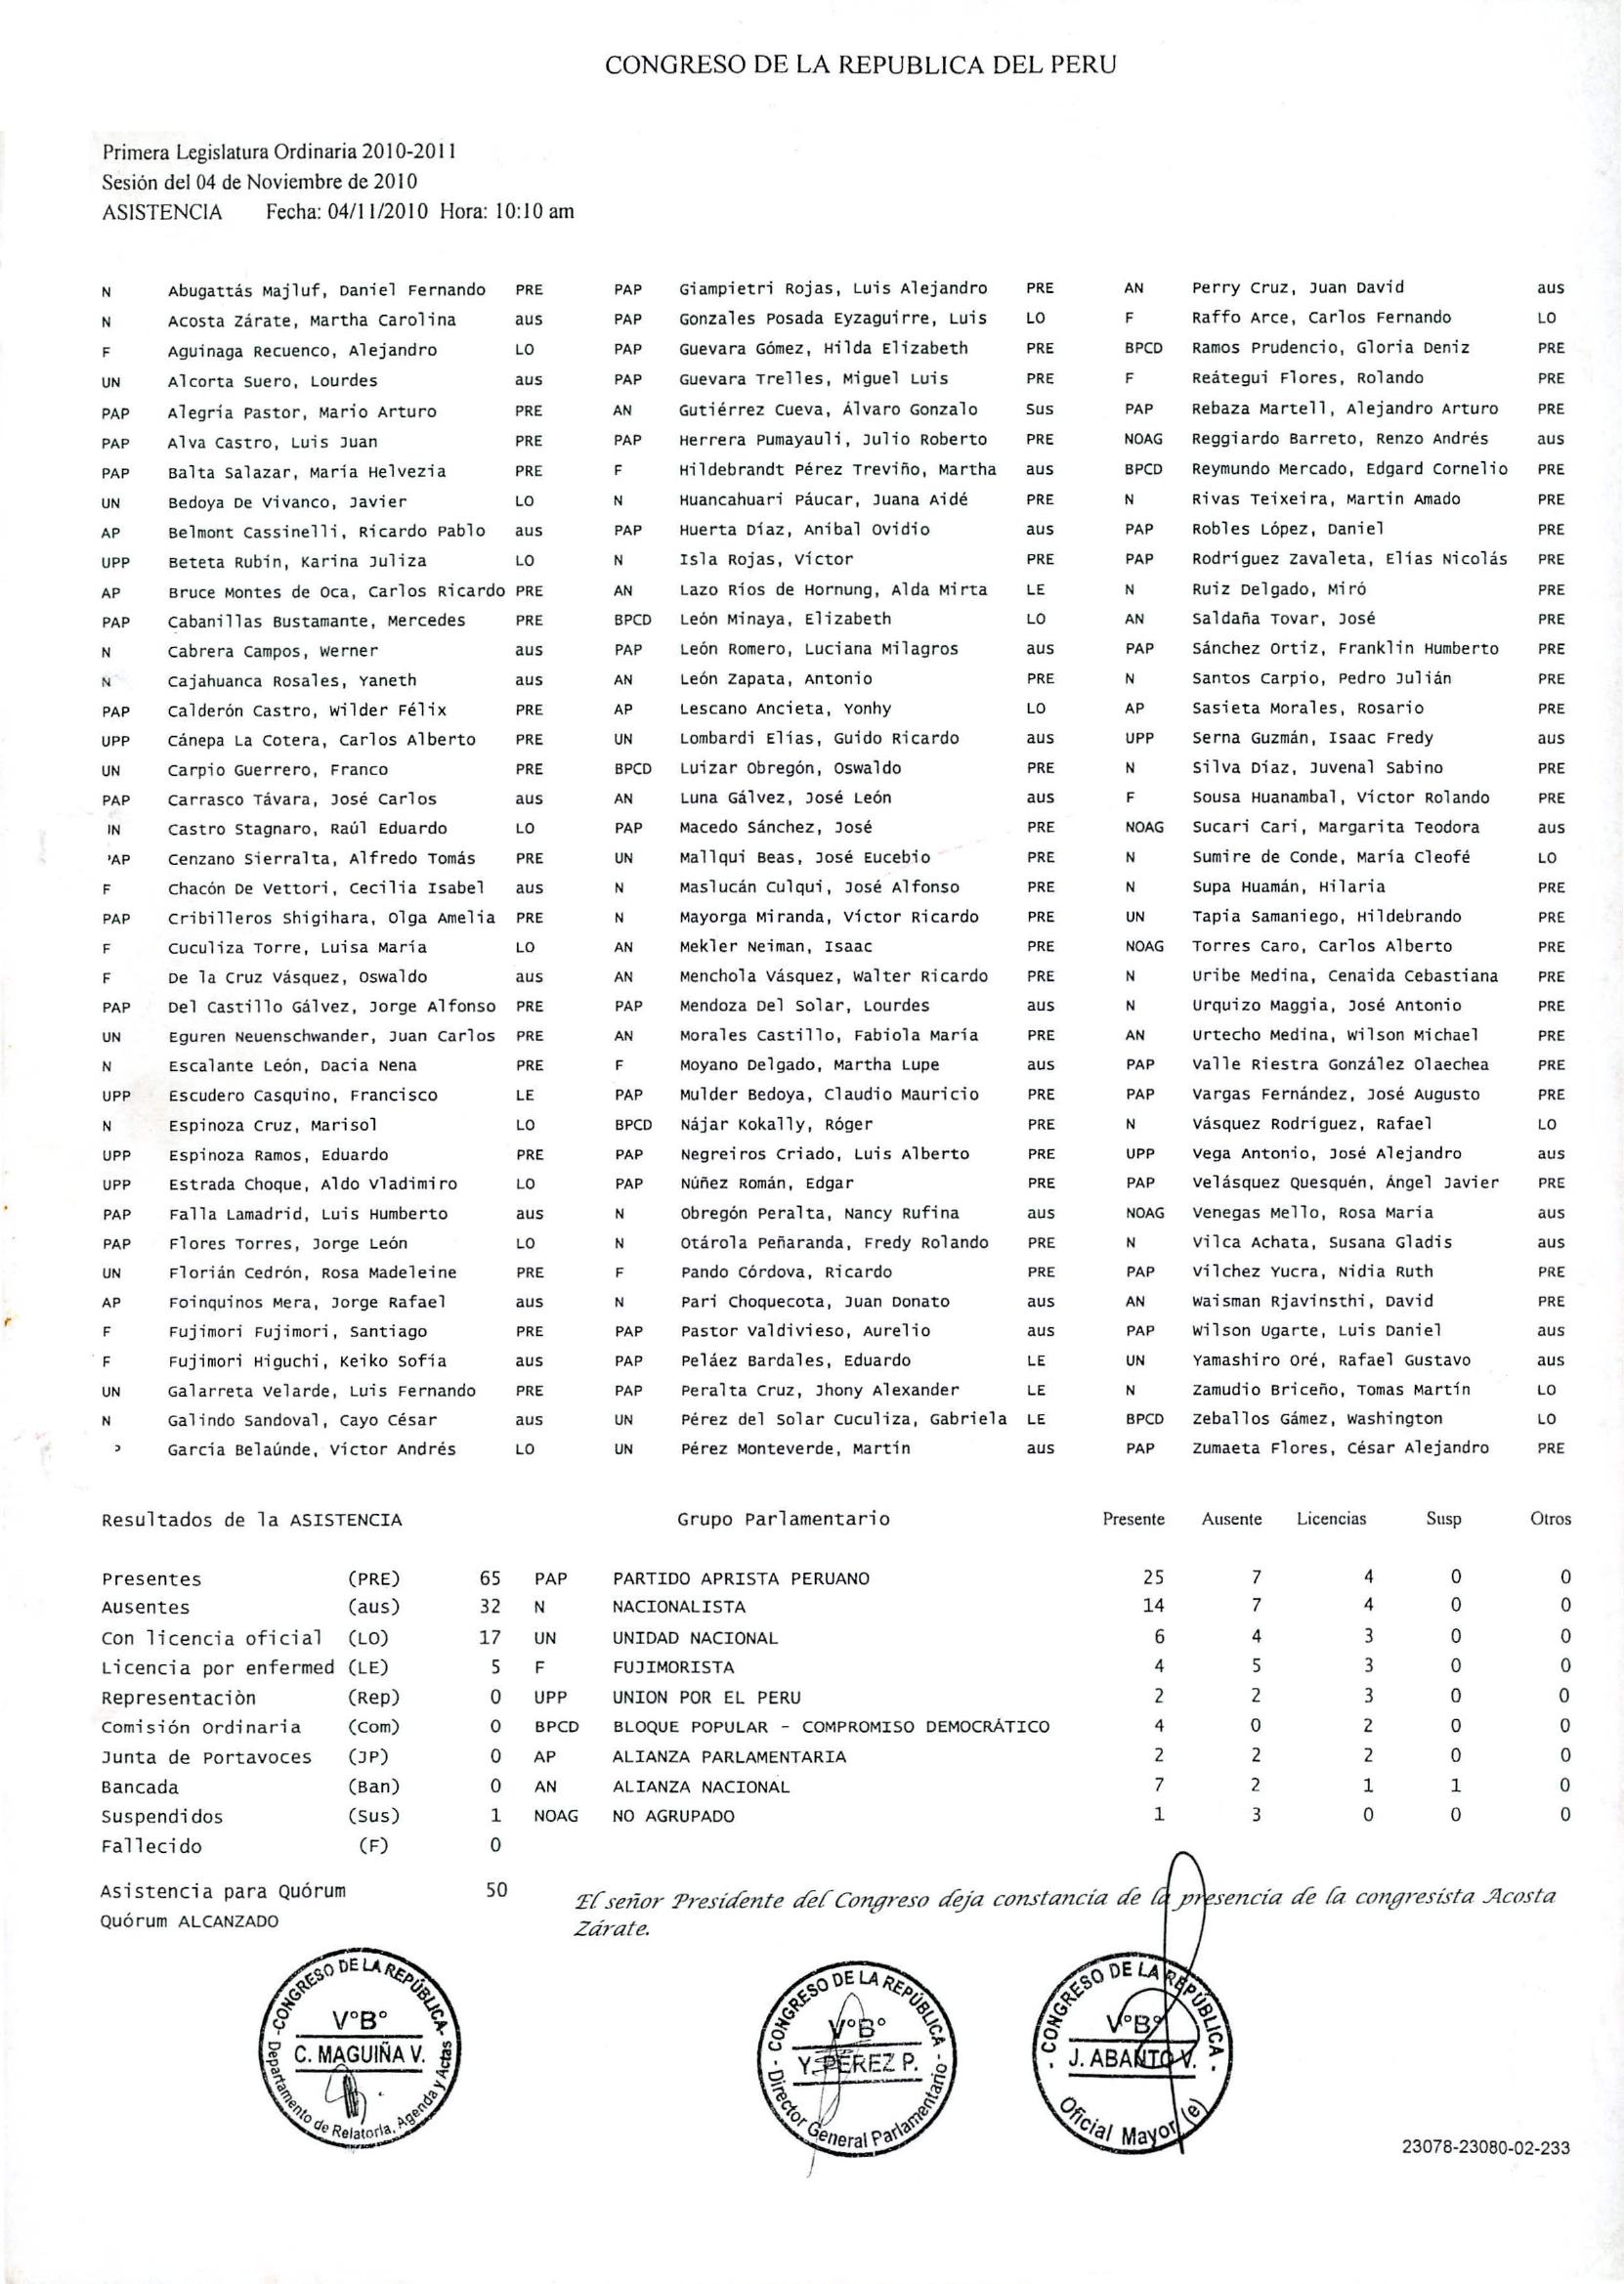 CONGRESO DE LA REPUBLICA DEL PERU
Primera Legislatura Ordinaria 2010-2011
Sesión del 04 de Noviembre de 2010
ASISTENCIA Fecha: 04/11/2010 Hora: 10:10 am
N Abugattás Majluf, Daniel Fernando PRE PAP Giampietri Rojas, Luis Alejandro PRE AN Perry Cruz, Juan David aus
N Acosta Zárate, Martha Carolina aus PAP Gonzales Posada Eyzaguirre, Luis LO F Raffo Arce, Carlos Fernando LO
F Aguinaga Recuenco, Alejandro LO PAP Guevara Gómez, Hilda Elizabeth PRE BPCD Ramos Prudencio, Gloria Deniz PRE
UN Alcorta Suero, Lourdes aus PAP Guevara Trelles, Miguel Luis PRE F Reátegui Flores, Rolando PRE
PAP Alegría Pastor, Mario Arturo PRE AN Gutiérrez Cueva, Álvaro Gonzalo Sus PAP Rebaza Martell, Alejandro Arturo PRE
PAP Alva Castro, Luis Juan PRE PAP Herrera Pumayauli, Julio Roberto PRE NOAG Reggiardo Barreto, Renzo Andrés aus
PAP Balta Salazar, María Helvezia PRE F Hildebrandt Pérez Treviño, Martha aus BPCD Reymundo Mercado, Edgard Cornelio PRE
UN Bedoya De Vivanco, Javier LO N Huancahuari Páucar, Juana Aidé PRE N Rivas Teixeira, Martin Amado PRE
AP Belmont Cassinelli, Ricardo Pablo aus PAP Huerta Díaz, Anibal Ovidio aus PAP Robles López, Daniel PRE
UPP Beteta Rubín, Karina Juliza LO N Isla Rojas, Víctor PRE PAP Rodríguez Zavaleta, Elías Nicolás PRE
AP Bruce Montes de Oca, Carlos Ricardo PRE AN Lazo Ríos de Hornung, Alda Mirta LE N Ruiz Delgado, Miró PRE
PAP Cabanillas Bustamante, Mercedes PRE BPCD León Minaya, Elizabeth LO AN Saldaña Tovar, José PRE
N Cabrera Campos, Werner aus PAP León Romero, Luciana Milagros aus PAP Sánchez Ortiz, Franklin Humberto PRE
N Cajahuanca Rosales, Yaneth aus AN León Zapata, Antonio PRE N Santos Carpio, Pedro Julián PRE
PAP Calderón Castro, Wilder Félix PRE AP Lescano Ancieta, Yonhy LO AP Sasieta Morales, Rosario PRE
UPP Cánepa La Cotera, Carlos Alberto PRE UN Lombardi Elías, Guido Ricardo aus UPP Serna Guzmán, Isaac Fredy aus
UN Carpio Guerrero, Franco PRE BPCD Luizar Obregón, Oswaldo PRE N Silva Díaz, Juvenal Sabino PRE
PAP Carrasco Távara, José Carlos aus AN Luna Gálvez, José León aus F Sousa Huanambal, Víctor Rolando PRE
IN Castro Stagnaro, Raúl Eduardo LO PAP Macedo Sánchez, José PRE NOAG Sucari Cari, Margarita Teodora aus
'AP Cenzano Sierralta, Alfredo Tomás PRE UN Mallqui Beas, José Eucebio PRE N Sumire de Conde, María Cleofé LO
F Chacón De Vettori, Cecilia Isabel aus N Maslucán Culqui, José Alfonso PRE N Supa Huamán, Hilaria PRE
PAP Cribilleros Shigihara, Olga Amelia PRE N Mayorga Miranda, Víctor Ricardo PRE UN Tapia Samaniego, Hildebrando PRE
F Cuculiza Torre, Luisa María LO AN Mekler Neiman, Isaac PRE NOAG Torres Caro, Carlos Alberto PRE
F De la Cruz Vásquez, Oswaldo aus AN Menchola Vásquez, Walter Ricardo PRE N Uribe Medina, Cenaida Cebastiana PRE
PAP Del Castillo Gálvez, Jorge Alfonso PRE PAP Mendoza Del Solar, Lourdes aus N Urquizo Maggia, José Antonio PRE
UN Eguren Neuenschwander, Juan Carlos PRE AN Morales Castillo, Fabiola María PRE AN Urtecho Medina, Wilson Michael PRE
N Escalante León, Dacia Nena PRE F Moyano Delgado, Martha Lupe aus PAP Valle Riestra González Olaechea PRE
UPP Escudero Casquino, Francisco LE PAP Mulder Bedoya, Claudio Mauricio PRE PAP Vargas Fernández, José Augusto PRE
N Espinoza Cruz, Marisol LO BPCD Nájar Kokally, Róger PRE N Vásquez Rodríguez, Rafael LO
UPP Espinoza Ramos, Eduardo PRE PAP Negreiros Criado, Luis Alberto PRE UPP Vega Antonio, José Alejandro aus
UPP Estrada Choque, Aldo Vladimiro LO PAP Núñez Román, Edgar PRE PAP Velásquez Quesquén, Ángel Javier PRE
PAP Falla Lamadrid, Luis Humberto aus N Obregón Peralta, Nancy Rufina aus NOAG Venegas Mello, Rosa María aus
PAP Flores Torres, Jorge León LO N Otárola Peñaranda, Fredy Rolando PRE N Vilca Achata, Susana Gladis aus
UN Florián Cedrón, Rosa Madeleine PRE F Pando Córdova, Ricardo PRE PAP Vilchez Yucra, Nidia Ruth PRE
AP Foinquinos Mera, Jorge Rafael aus N Pari Choquecota, Juan Donato aus AN Waisman Rjavinsthi, David PRE
F Fujimori Fujimori, Santiago PRE PAP Pastor Valdivieso, Aurelio aus PAP Wilson Ugarte, Luis Daniel aus
F Fujimori Higuchi, Keiko Sofía aus PAP Peláez Bardales, Eduardo LE UN Yamashiro Oré, Rafael Gustavo aus
UN Galarreta Velarde, Luis Fernando PRE PAP Peralta Cruz, Jhony Alexander LE N Zamudio Briceño, Tomas Martín LO
N Galindo Sandoval, Cayo César aus UN Pérez del Solar Cuculiza, Gabriela LE BPCD Zeballos Gámez, Washington LO
García Belaúnde, Víctor Andrés LO UN Pérez Monteverde, Martín aus PAP Zumaeta Flores, César Alejandro PRE
Resultados de la ASISTENCIA Grupo Parlamentario Presente Ausente Licencias Susp Otros
Presentes (PRE) 65 PAP PARTIDO APRISTA PERUANO 25 7 4 0 0
Ausentes (aus) 32 N NACIONALISTA 14 7 4 0 0
Con licencia oficial (LO) 17 UN UNIDAD NACIONAL 6 4 3 0 0
Licencia por enfermed (LE) 5 F FUJIMORISTA 4 5 3 0 0
Representaciòn (Rep) 0 UPP UNION POR EL PERU 2 2 3 0 0
Comisión Ordinaria (Com) 0 BPCD BLOQUE POPULAR - COMPROMISO DEMOCRÁTICO 4 0 2 0 0
Junta de Portavoces (JP) 0 AP ALIANZA PARLAMENTARIA 2 2 2 0 0
Bancada (Ban) 0 AN ALIANZA NACIONAL 7 2 1 1 0
Suspendidos (Sus) 1 NOAG NO AGRUPADO 1 3 0 0 0
Fallecido (F) 0
Asistencia para Quórum 50
Quórum ALCANZADO
El señor Presidente del Congreso deja constancia de la presencia de la congresista Acosta
Zárate.
CONGRESO DE LA REPÚBLICA
V°B°
C. MAGUIÑA V.
Departamento de Relatoría, Agenda y Actas
CONGRESO DE LA REPÚBLICA
V°B°
Y. PEREZ P.
Director General Parlamentario
CONGRESO DE LA REPÚBLICA
V°B°
J. ABANTO V.
Oficial Mayor (e)
23078-23080-02-233